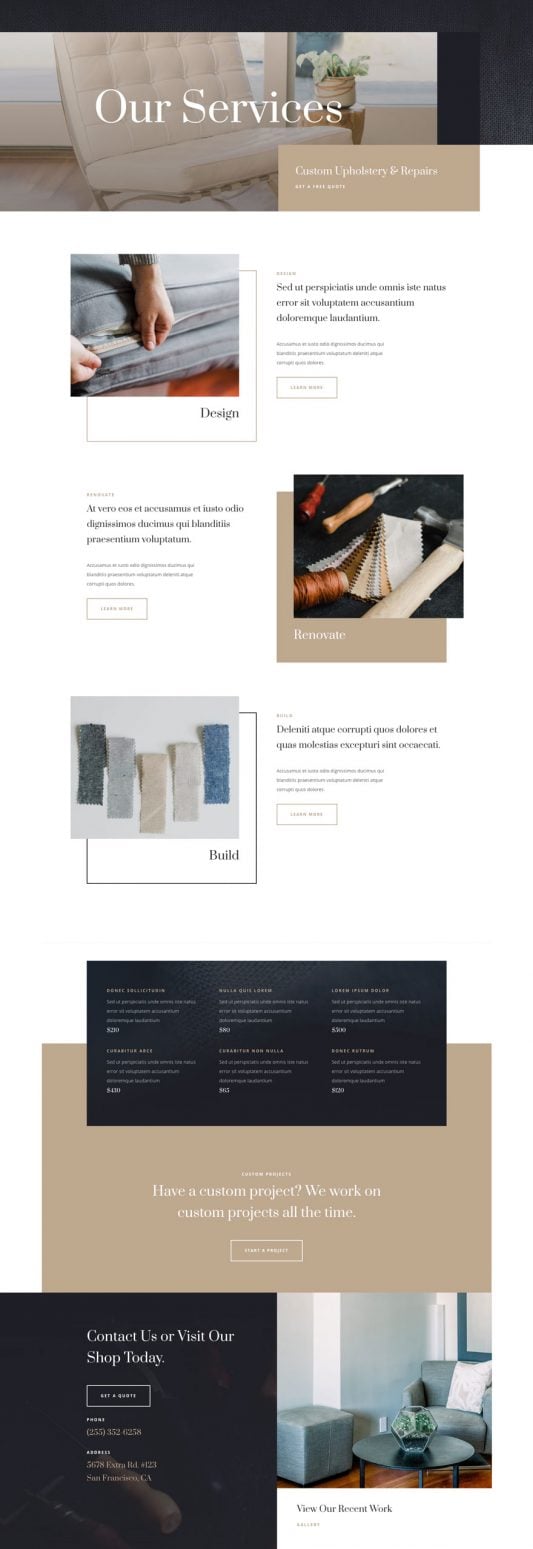 Our Services
Custom Upholstery & Repairs
GET A FREE QUOTE
DESIGN
Sed ut perspiciatis unde omnis iste natus
error sit voluptatem accusantium
doloremque laudantium.
Accusamus et iusto odio dignissimos ducimus qui
blanditiis praesentium voluptatum deleniti atque
corrupti quos dolores.
LEARN MORE
Design
RENOVATE
At vero eos et accusamus et iusto odio
dignissimos ducimus qui blanditiis
praesentium voluptatum.
Accusamus et iusto odio dignissimos ducimus qui
blanditiis praesentium voluptatum deleniti atque
corrupti quos dolores.
LEARN MORE
Renovate
BUILD
Deleniti atque corrupti quos dolores et
quas molestias excepturi sint occaecati.
Accusamus et iusto odio dignissimos ducimus qui
blanditiis praesentium voluptatum deleniti atque
corrupti quos dolores.
LEARN MORE
Build
DONEC SOLLICITUDIN
Sed ut perspiciatis unde omnis iste natus
error sit voluptatem accusantium
doloremque laudantium
$210
NULLA QUIS LOREM
Sed ut perspiciatis unde omnis iste natus
error sit voluptatem accusantium
doloremque laudantium
$80
LOREM IPSUM DOLOR
Sed ut perspiciatis unde omnis iste natus
error sit voluptatem accusantium
doloremque laudantium
$500
CURABITUR ARCE
Sed ut perspiciatis unde omnis iste natus
error sit voluptatem accusantium
doloremque laudantium
$430
CURABITUR NON NULLA
Sed ut perspiciatis unde omnis iste natus
error sit voluptatem accusantium
doloremque laudantium
$65
DONEC RUTRUM
Sed ut perspiciatis unde omnis iste natus
error sit voluptatem accusantium
doloremque laudantium
$120
CUSTOM PROJECTS
Have a custom project? We work on
custom projects all the time.
START A PROJECT
Contact Us or Visit Our
Shop Today.
GET A QUOTE
PHONE
(255) 352-6258
ADDRESS
5678 Extra Rd. #123
San Francisco, CA
View Our Recent Work
GALLERY